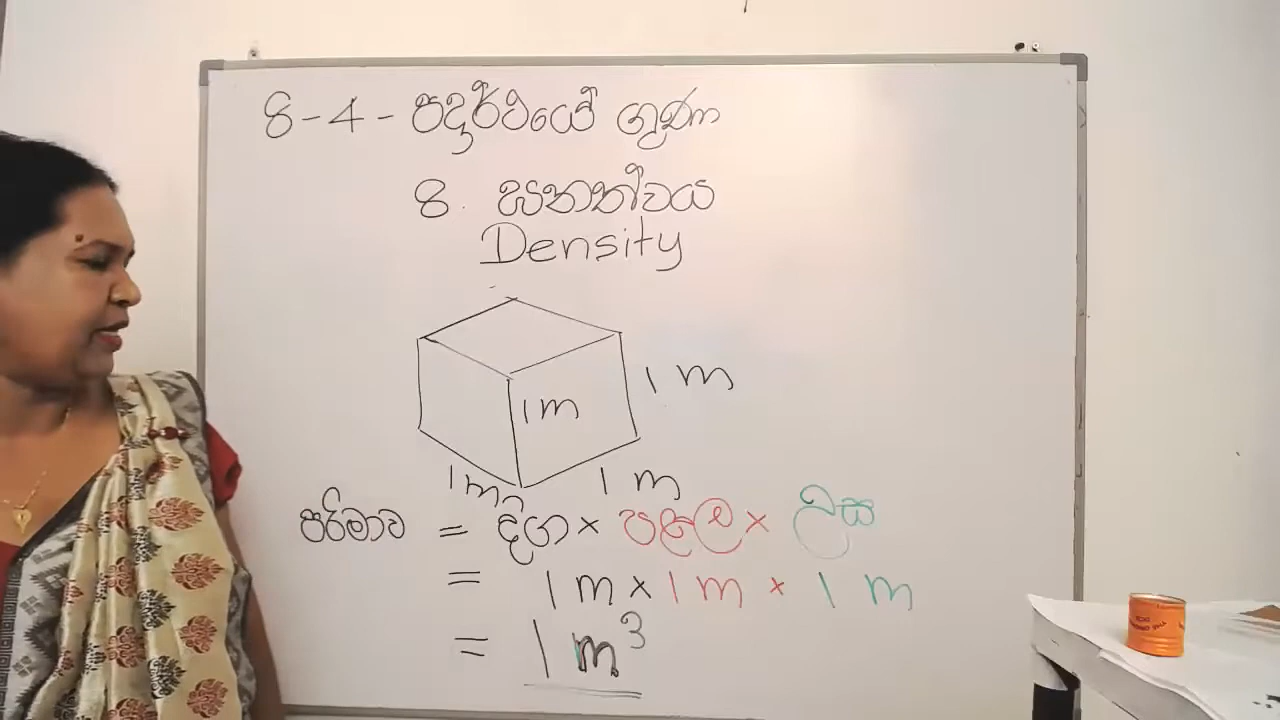 8-4- පදාර්ථයේ ගුණ
8. ඝනත්වය
Density
1 m
1m
1m
1 m
පරිමාව = දිග × පළල × උස
= 1 m × 1 m × 1 m
= 1 m³